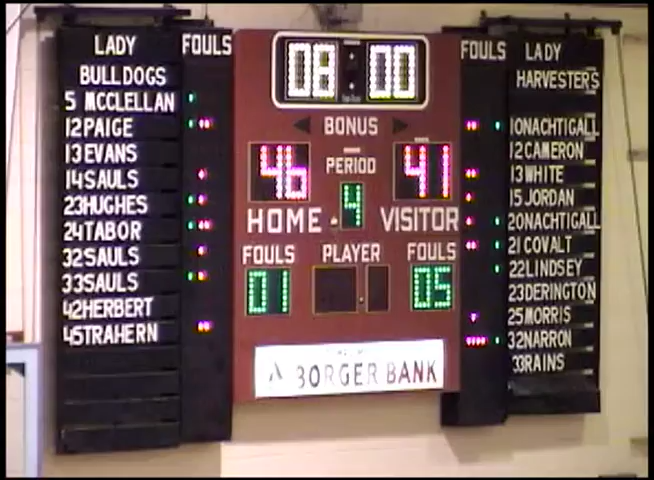 LADY FOULS
BULLDOGS
5 MCCLELLAN
12 PAIGE
13 EVANS
14 SAULS
23 HUGHES
24 TABOR
32 SAULS
33 SAULS
42 HERBERT
45 TRAHERN
08 00
BONUS
46 PERIOD 41
4
HOME VISITOR
FOULS PLAYER FOULS
01 05
BORGER BANK
FOULS LADY
HARVESTERS
10 NACHTIGALL
12 CAMERON
13 WHITE
15 JORDAN
20 NACHTIGALL
21 COVALT
22 LINDSEY
23 DERINGTON
25 MORRIS
32 NARRON
33 RAINS